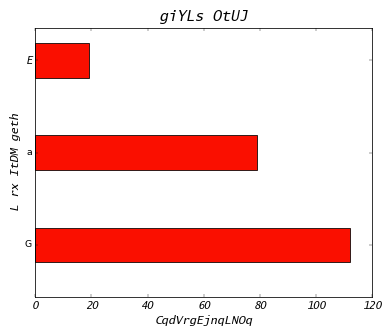 giYLs OtUJ
E
a
G
L rx ItDM geth
0 20 40 60 80 100 120
CqdVrgEjnqLNOq